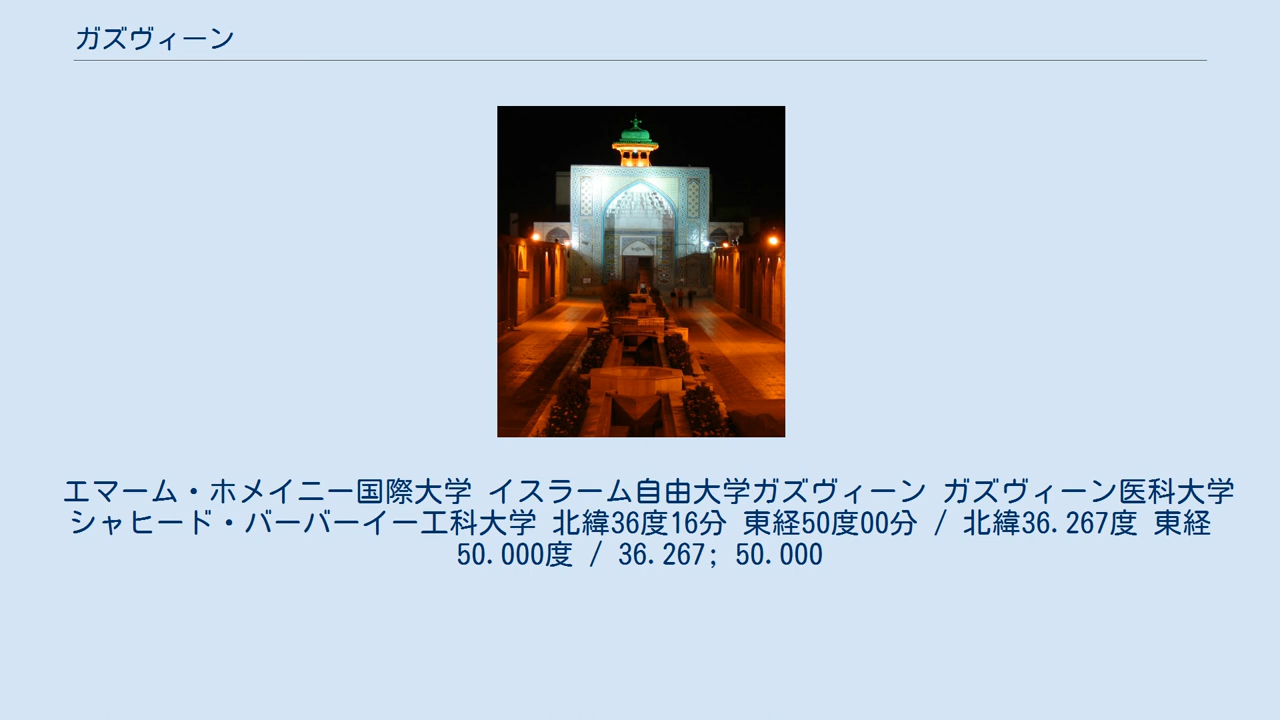 ガズヴィーン
エマーム・ホメイニー国際大学 イスラーム自由大学ガズヴィーン ガズヴィーン医科大学
シャヒード・バーバーイー工科大学 北緯36度16分 東経50度00分 / 北緯36.267度 東経
50.000度 / 36.267; 50.000